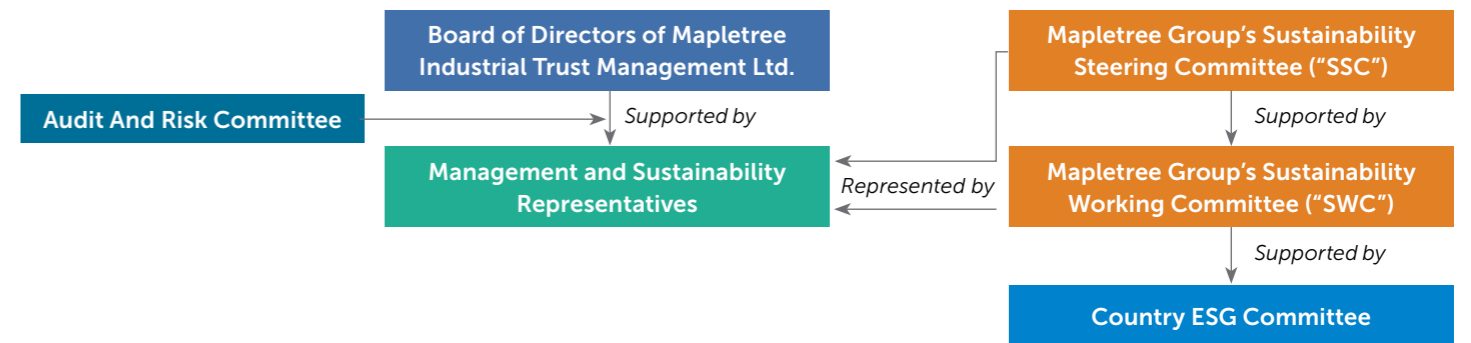 Board of Directors of Mapletree
Industrial Trust Management Ltd.
Mapletree Group’s Sustainability
Steering Committee (“SSC”)
Audit And Risk Committee
Supported by
Supported by
Management and Sustainability
Representatives
Represented by
Mapletree Group’s Sustainability
Working Committee (“SWC”)
Supported by
Country ESG Committee